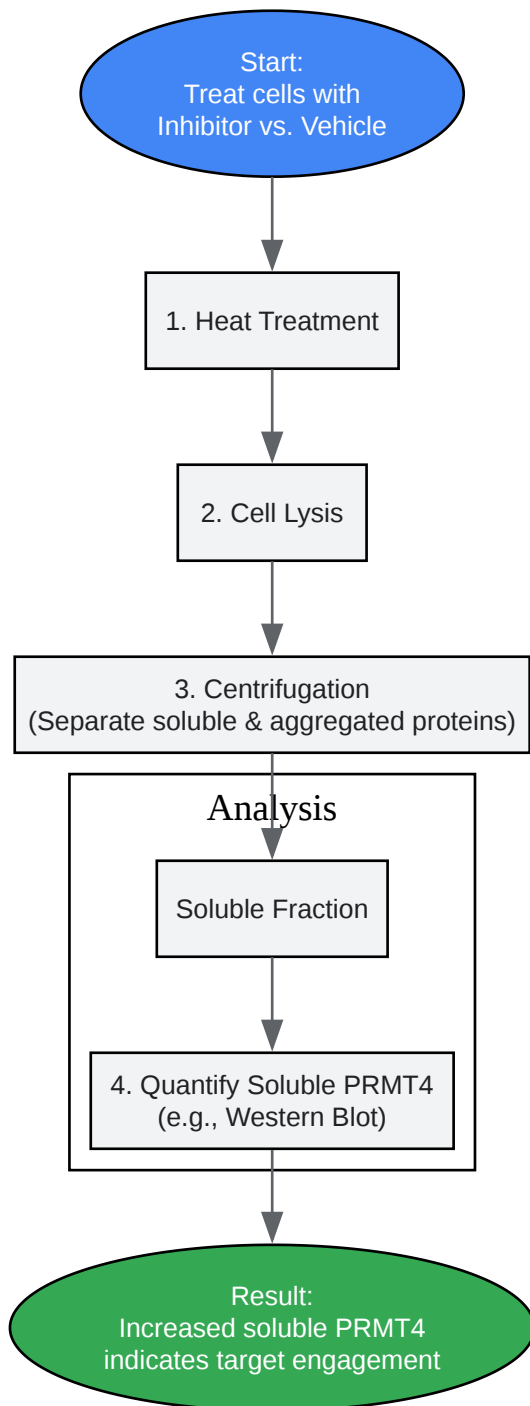 Start:
Treat cells with
Inhibitor vs. Vehicle
1. Heat Treatment
2. Cell Lysis
3. Centrifugation
(Separate soluble & aggregated proteins)
Analysis
Soluble Fraction
4. Quantify Soluble PRMT4
(e.g., Western Blot)
Result:
Increased soluble PRMT4
indicates target engagement